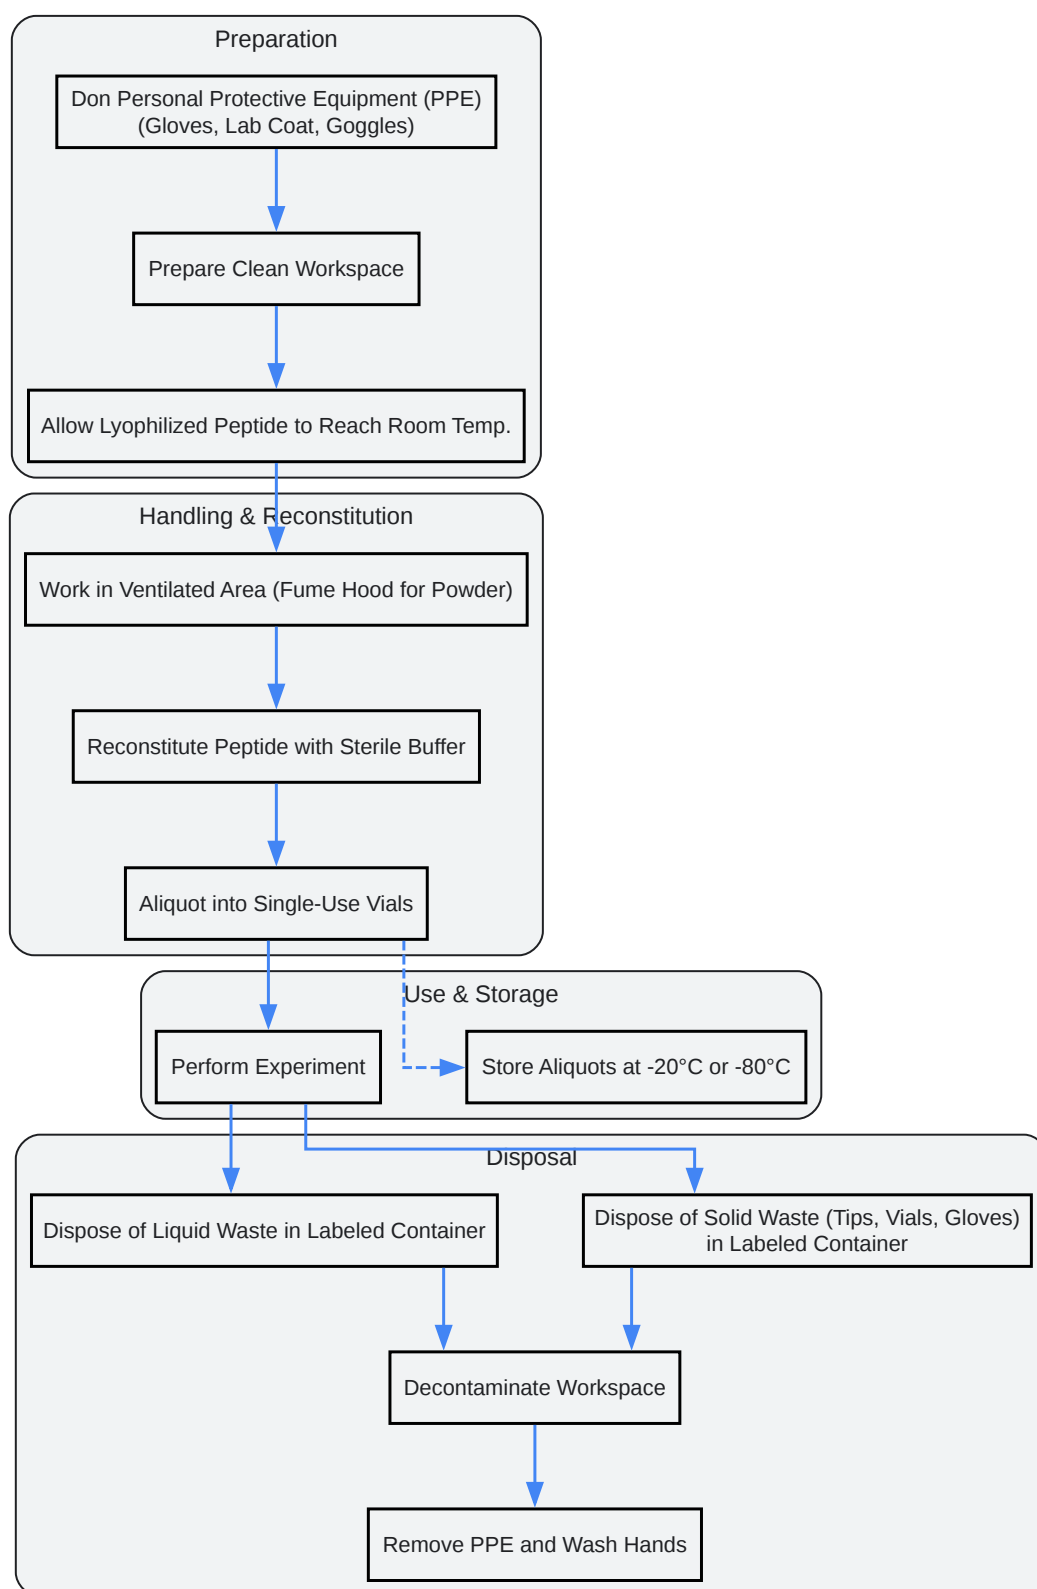 Preparation
Don Personal Protective Equipment (PPE)
(Gloves, Lab Coat, Goggles)
Prepare Clean Workspace
Allow Lyophilized Peptide to Reach Room Temp.
Handling & Reconstitution
Work in Ventilated Area (Fume Hood for Powder)
Reconstitute Peptide with Sterile Buffer
Aliquot into Single-Use Vials
Use & Storage
Perform Experiment
Store Aliquots at -20°C or -80°C
Disposal
Dispose of Liquid Waste in Labeled Container
Dispose of Solid Waste (Tips, Vials, Gloves)
in Labeled Container
Decontaminate Workspace
Remove PPE and Wash Hands